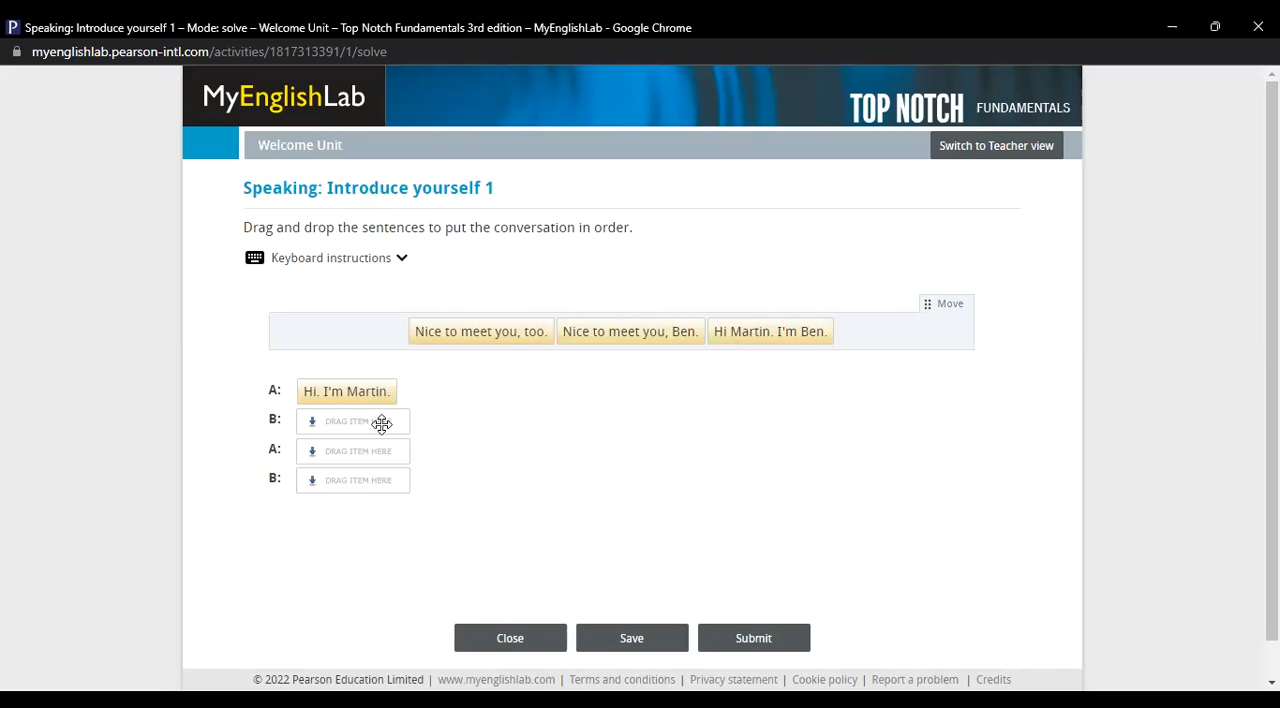 Speaking: Introduce yourself 1 – Mode: solve – Welcome Unit – Top Notch Fundamentals 3rd edition – MyEnglishLab - Google Chrome
myenglishlab.pearson-intl.com/activities/1817313391/1/solve
MyEnglishLab
TOP NOTCH FUNDAMENTALS
Welcome Unit
Switch to Teacher view
Speaking: Introduce yourself 1
Drag and drop the sentences to put the conversation in order.
Keyboard instructions
Move
Nice to meet you, too. Nice to meet you, Ben. Hi Martin. I'm Ben.
A: Hi. I'm Martin.
B: DRAG ITEM
A: DRAG ITEM HERE
B: DRAG ITEM HERE
Close Save Submit
© 2022 Pearson Education Limited | www.myenglishlab.com | Terms and conditions | Privacy statement | Cookie policy | Report a problem | Credits